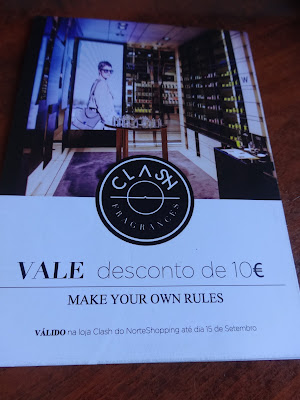 CLASH
FRAGRANCES
VALE desconto de 10€
MAKE YOUR OWN RULES
VÁLIDO na loja Clash do NorteShopping até dia 15 de Setembro